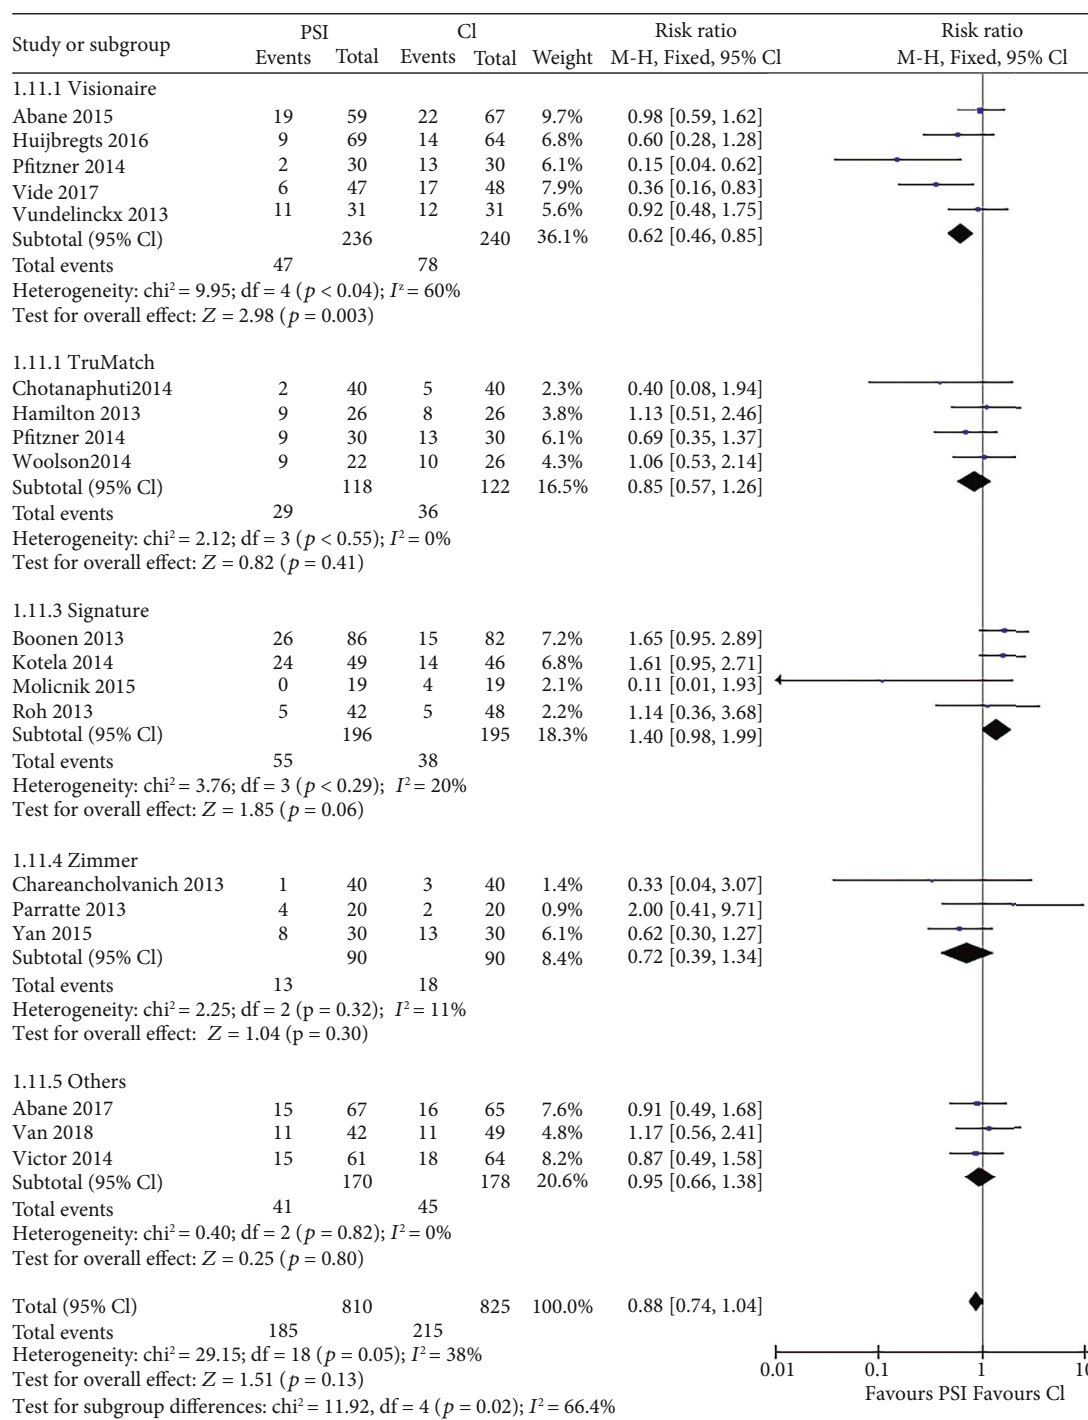 Study or subgroup PSI Cl Risk ratio Risk ratio
Events Total Events Total Weight M-H, Fixed, 95% Cl M-H, Fixed, 95% Cl
1.11.1 Visionaire
Abane 2015 19 59 22 67 9.7% 0.98 [0.59, 1.62]
Huijbregts 2016 9 69 14 64 6.8% 0.60 [0.28, 1.28]
Pfitzner 2014 2 30 13 30 6.1% 0.15 [0.04. 0.62]
Vide 2017 6 47 17 48 7.9% 0.36 [0.16, 0.83]
Vundelinckx 2013 11 31 12 31 5.6% 0.92 [0.48, 1.75]
Subtotal (95% Cl) 236 240 36.1% 0.62 [0.46, 0.85]
Total events 47 78
Heterogeneity: chi² = 9.95; df = 4 (p < 0.04); Iᶻ = 60%
Test for overall effect: Z = 2.98 (p = 0.003)
1.11.1 TruMatch
Chotanaphuti2014 2 40 5 40 2.3% 0.40 [0.08, 1.94]
Hamilton 2013 9 26 8 26 3.8% 1.13 [0.51, 2.46]
Pfitzner 2014 9 30 13 30 6.1% 0.69 [0.35, 1.37]
Woolson2014 9 22 10 26 4.3% 1.06 [0.53, 2.14]
Subtotal (95% Cl) 118 122 16.5% 0.85 [0.57, 1.26]
Total events 29 36
Heterogeneity: chi² = 2.12; df = 3 (p < 0.55); I² = 0%
Test for overall effect: Z = 0.82 (p = 0.41)
1.11.3 Signature
Boonen 2013 26 86 15 82 7.2% 1.65 [0.95. 2.89]
Kotela 2014 24 49 14 46 6.8% 1.61 [0.95, 2.71]
Molicnik 2015 0 19 4 19 2.1% 0.11 [0.01, 1.93]
Roh 2013 5 42 5 48 2.2% 1.14 [0.36, 3.68]
Subtotal (95% Cl) 196 195 18.3% 1.40 [0.98, 1.99]
Total events 55 38
Heterogeneity: chi² = 3.76; df = 3 (p < 0.29); I² = 20%
Test for overall effect: Z = 1.85 (p = 0.06)
1.11.4 Zimmer
Chareancholvanich 2013 1 40 3 40 1.4% 0.33 [0.04, 3.07]
Parratte 2013 4 20 2 20 0.9% 2.00 [0.41, 9.71]
Yan 2015 8 30 13 30 6.1% 0.62 [0.30, 1.27]
Subtotal (95% Cl) 90 90 8.4% 0.72 [0.39, 1.34]
Total events 13 18
Heterogeneity: chi² = 2.25; df = 2 (p = 0.32); I² = 11%
Test for overall effect: Z = 1.04 (p = 0.30)
1.11.5 Others
Abane 2017 15 67 16 65 7.6% 0.91 [0.49, 1.68]
Van 2018 11 42 11 49 4.8% 1.17 [0.56, 2.41]
Victor 2014 15 61 18 64 8.2% 0.87 [0.49, 1.58]
Subtotal (95% Cl) 170 178 20.6% 0.95 [0.66, 1.38]
Total events 41 45
Heterogeneity: chi² = 0.40; df = 2 (p = 0.82); I² = 0%
Test for overall effect: Z = 0.25 (p = 0.80)
Total (95% Cl) 810 825 100.0% 0.88 [0.74, 1.04]
Total events 185 215
Heterogeneity: chi² = 29.15; df = 18 (p = 0.05); I² = 38%
Test for overall effect: Z = 1.51 (p = 0.13)
Test for subgroup differences: chi² = 11.92, df = 4 (p = 0.02); I² = 66.4%
0.01 0.1 1 10
Favours PSI Favours Cl